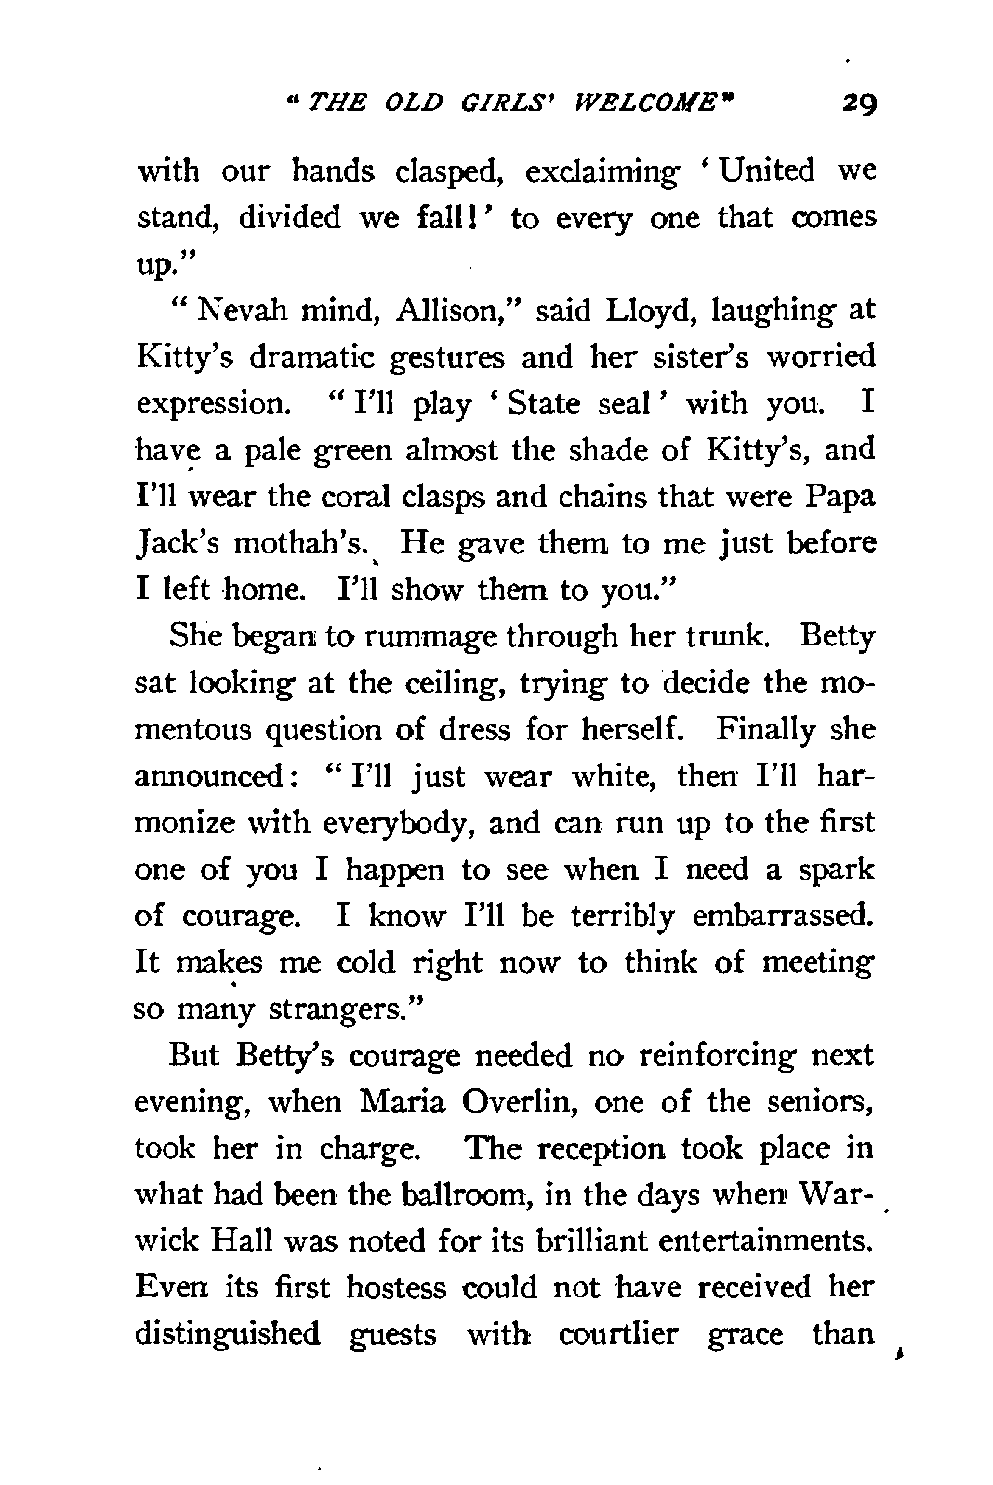 “ THE OLD GIRLS’ WELCOME” 29
with our hands clasped, exclaiming ‘ United we
stand, divided we fall!’ to every one that comes
up.”
“ Nevah mind, Allison,” said Lloyd, laughing at
Kitty’s dramatic gestures and her sister’s worried
expression. “ I’ll play ‘ State seal ’ with you. I
have a pale green almost the shade of Kitty’s, and
I’ll wear the coral clasps and chains that were Papa
Jack’s mothah’s. He gave them to me just before
I left home. I’ll show them to you.”
She began to rummage through her trunk. Betty
sat looking at the ceiling, trying to decide the mo-
mentous question of dress for herself. Finally she
announced: “ I’ll just wear white, then I’ll har-
monize with everybody, and can run up to the first
one of you I happen to see when I need a spark
of courage. I know I’ll be terribly embarrassed.
It makes me cold right now to think of meeting
so many strangers.”
But Betty’s courage needed no reinforcing next
evening, when Maria Overlin, one of the seniors,
took her in charge. The reception took place in
what had been the ballroom, in the days when War-
wick Hall was noted for its brilliant entertainments.
Even its first hostess could not have received her
distinguished guests with courtlier grace than